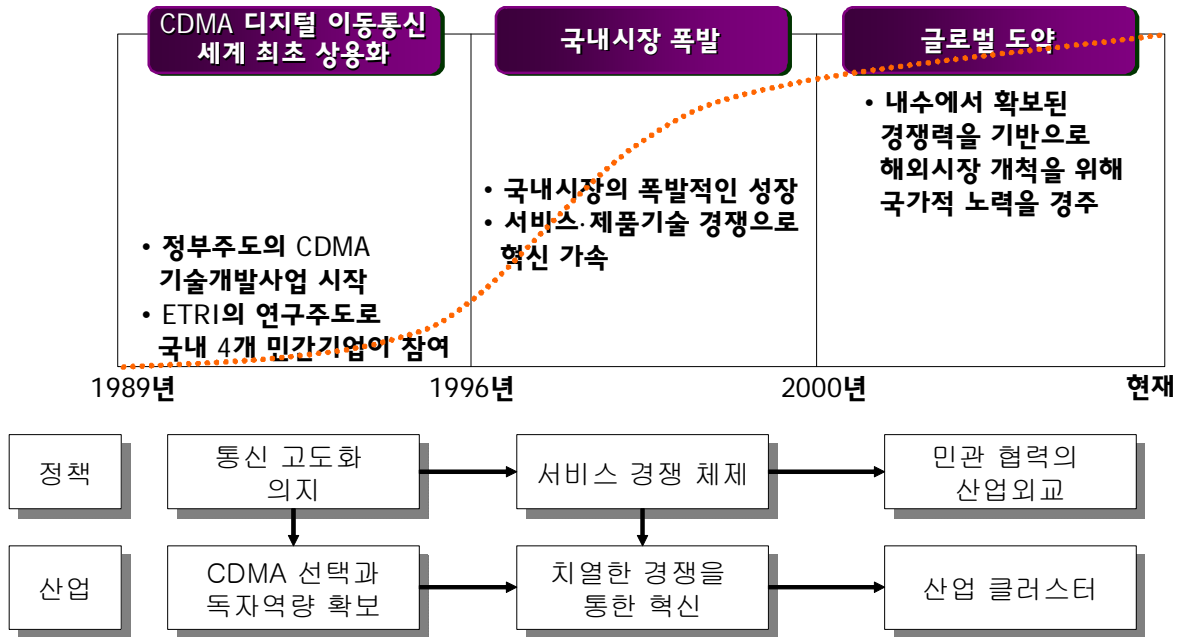 CDMA 디지털 이동통신
세계 최초 상용화
국내시장 폭발
글로벌 도약
• 내수에서 확보된
경쟁력을 기반으로
해외시장 개척을 위해
국가적 노력을 경주
• 국내시장의 폭발적인 성장
• 서비스·제품기술 경쟁으로
혁신 가속
• 정부주도의 CDMA
기술개발사업 시작
• ETRI의 연구주도로
국내 4개 민간기업이 참여
1989년
1996년
2000년
현재
정책
통신 고도화
의지
서비스 경쟁 체제
민관 협력의
산업외교
산업
CDMA 선택과
독자역량 확보
치열한 경쟁을
통한 혁신
산업 클러스터